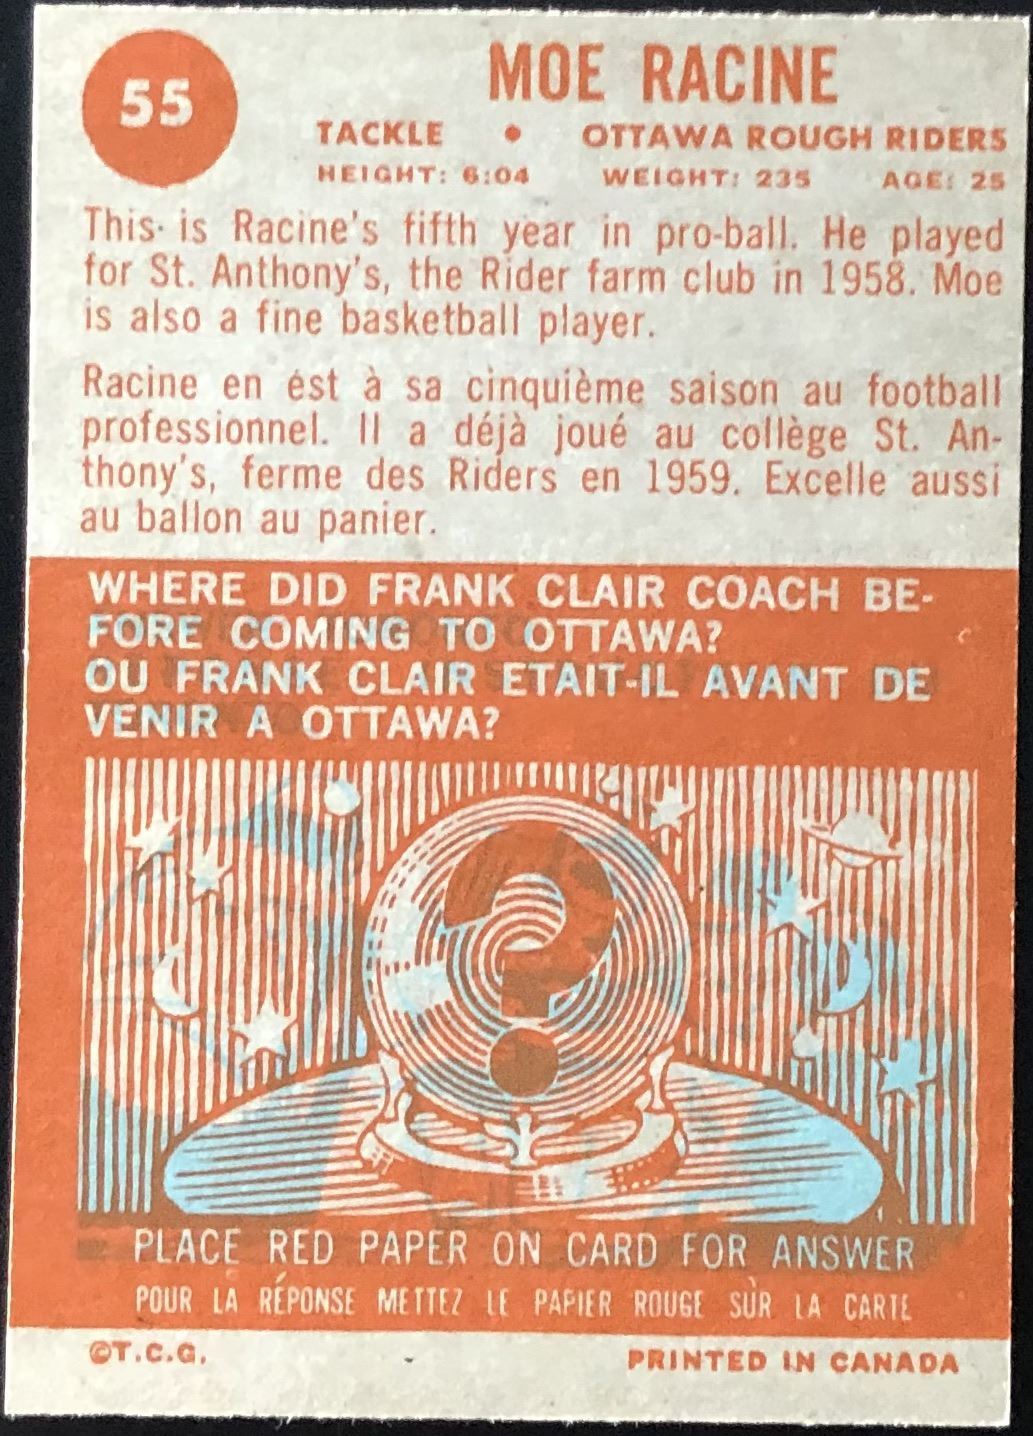 55
MOE RACINE
TACKLE • OTTAWA ROUGH RIDERS
HEIGHT: 6:04 WEIGHT: 235 AGE: 25
This is Racine's fifth year in pro-ball. He played
for St. Anthony's, the Rider farm club in 1958. Moe
is also a fine basketball player.
Racine en ést à sa cinquième saison au football
professionnel. Il a déjà joué au collège St. An-
thony's, ferme des Riders en 1959. Excelle aussi
au ballon au panier.
WHERE DID FRANK CLAIR COACH BE-
FORE COMING TO OTTAWA?
OU FRANK CLAIR ETAIT-IL AVANT DE
VENIR A OTTAWA?
?
PLACE RED PAPER ON CARD FOR ANSWER
POUR LA RÉPONSE METTEZ LE PAPIER ROUGE SÙR LA CARTE
©T.C.G. PRINTED IN CANADA